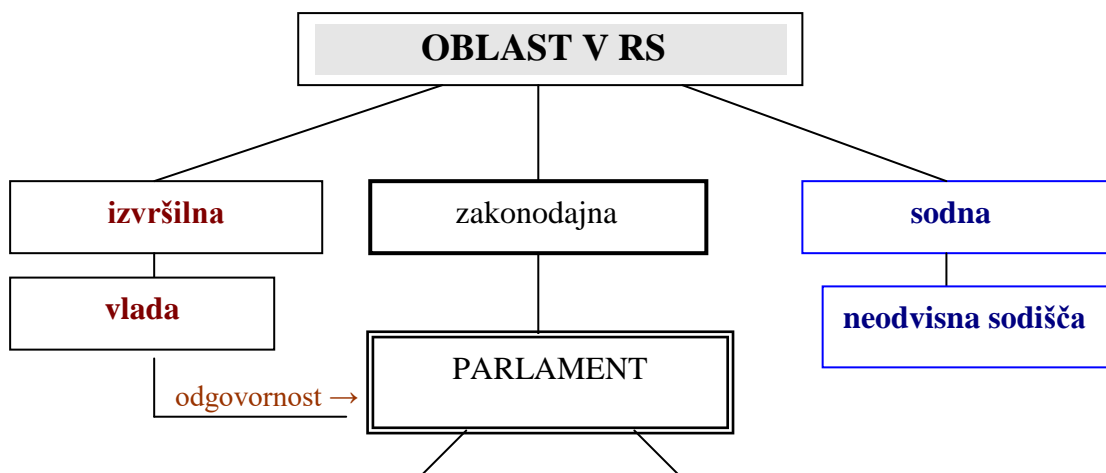 OBLAST V RS
izvršilna
zakonodajna
sodna
vlada
neodvisna sodišča
PARLAMENT
odgovornost →